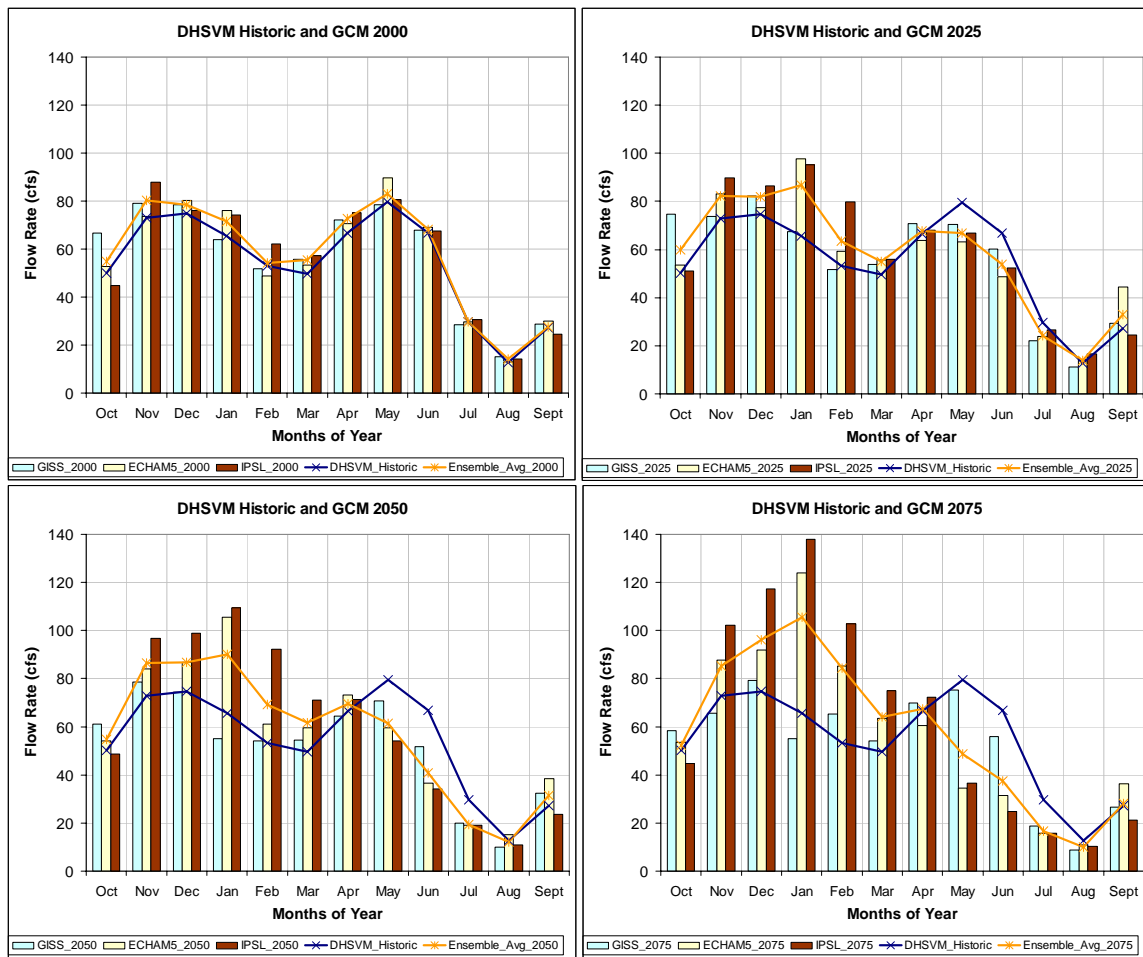 DHSVM Historic and GCM 2000
140
120
100
80
60
40
20
0
Flow Rate (cfs)
Oct Nov Dec Jan Feb Mar Apr May Jun Jul Aug Sept
Months of Year
GISS_2000 ECHAM5_2000 IPSL_2000 DHSVM_Historic Ensemble_Avg_2000
DHSVM Historic and GCM 2025
140
120
100
80
60
40
20
0
Flow Rate (cfs)
Oct Nov Dec Jan Feb Mar Apr May Jun Jul Aug Sept
Months of Year
GISS_2025 ECHAM5_2025 IPSL_2025 DHSVM_Historic Ensemble_Avg_2025
DHSVM Historic and GCM 2050
140
120
100
80
60
40
20
0
Flow Rate (cfs)
Oct Nov Dec Jan Feb Mar Apr May Jun Jul Aug Sept
Months of Year
GISS_2050 ECHAM5_2050 IPSL_2050 DHSVM_Historic Ensemble_Avg_2050
DHSVM Historic and GCM 2075
140
120
100
80
60
40
20
0
Flow Rate (cfs)
Oct Nov Dec Jan Feb Mar Apr May Jun Jul Aug Sept
Months of Year
GISS_2075 ECHAM5_2075 IPSL_2075 DHSVM_Historic Ensemble_Avg_2075